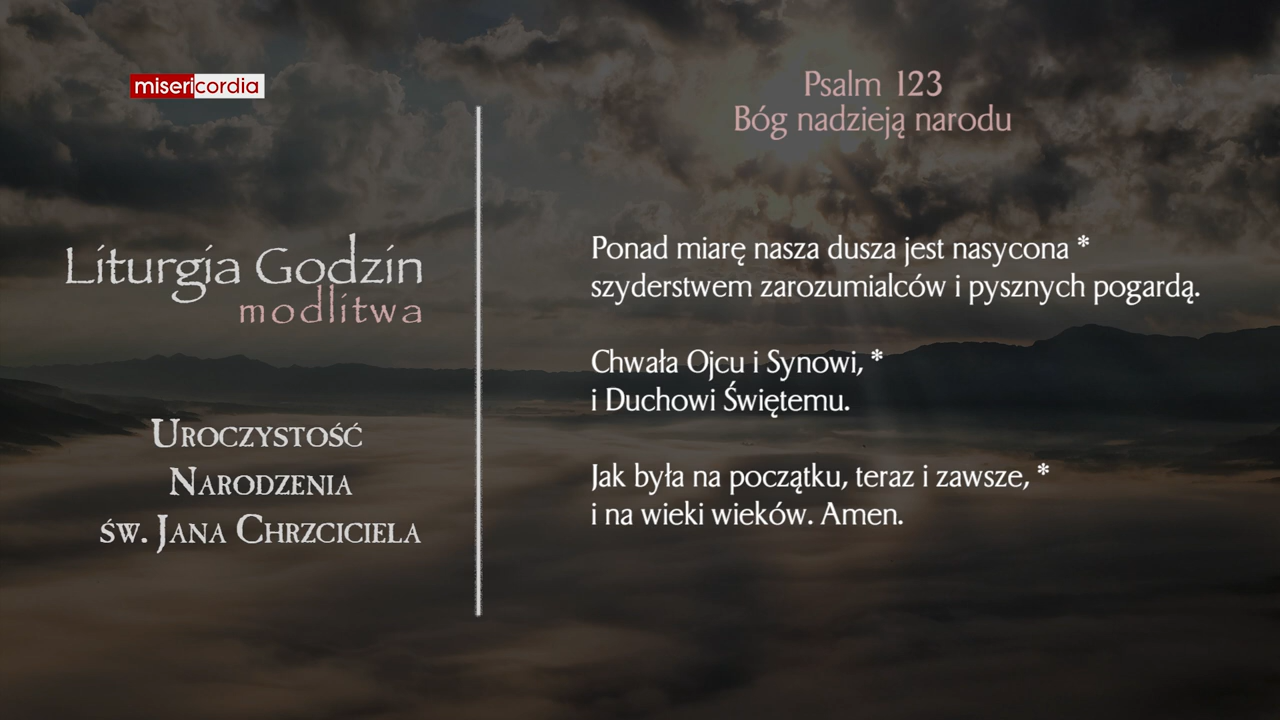 misericordia
Liturgia Godzin
modlitwa
Uroczystość
Narodzenia
św. Jana Chrzciciela
Psalm 123
Bóg nadzieją narodu
Ponad miarę nasza dusza jest nasycona *
szyderstwem zarozumialców i pysznych pogardą.
Chwała Ojcu i Synowi, *
i Duchowi Świętemu.
Jak była na początku, teraz i zawsze, *
i na wieki wieków. Amen.